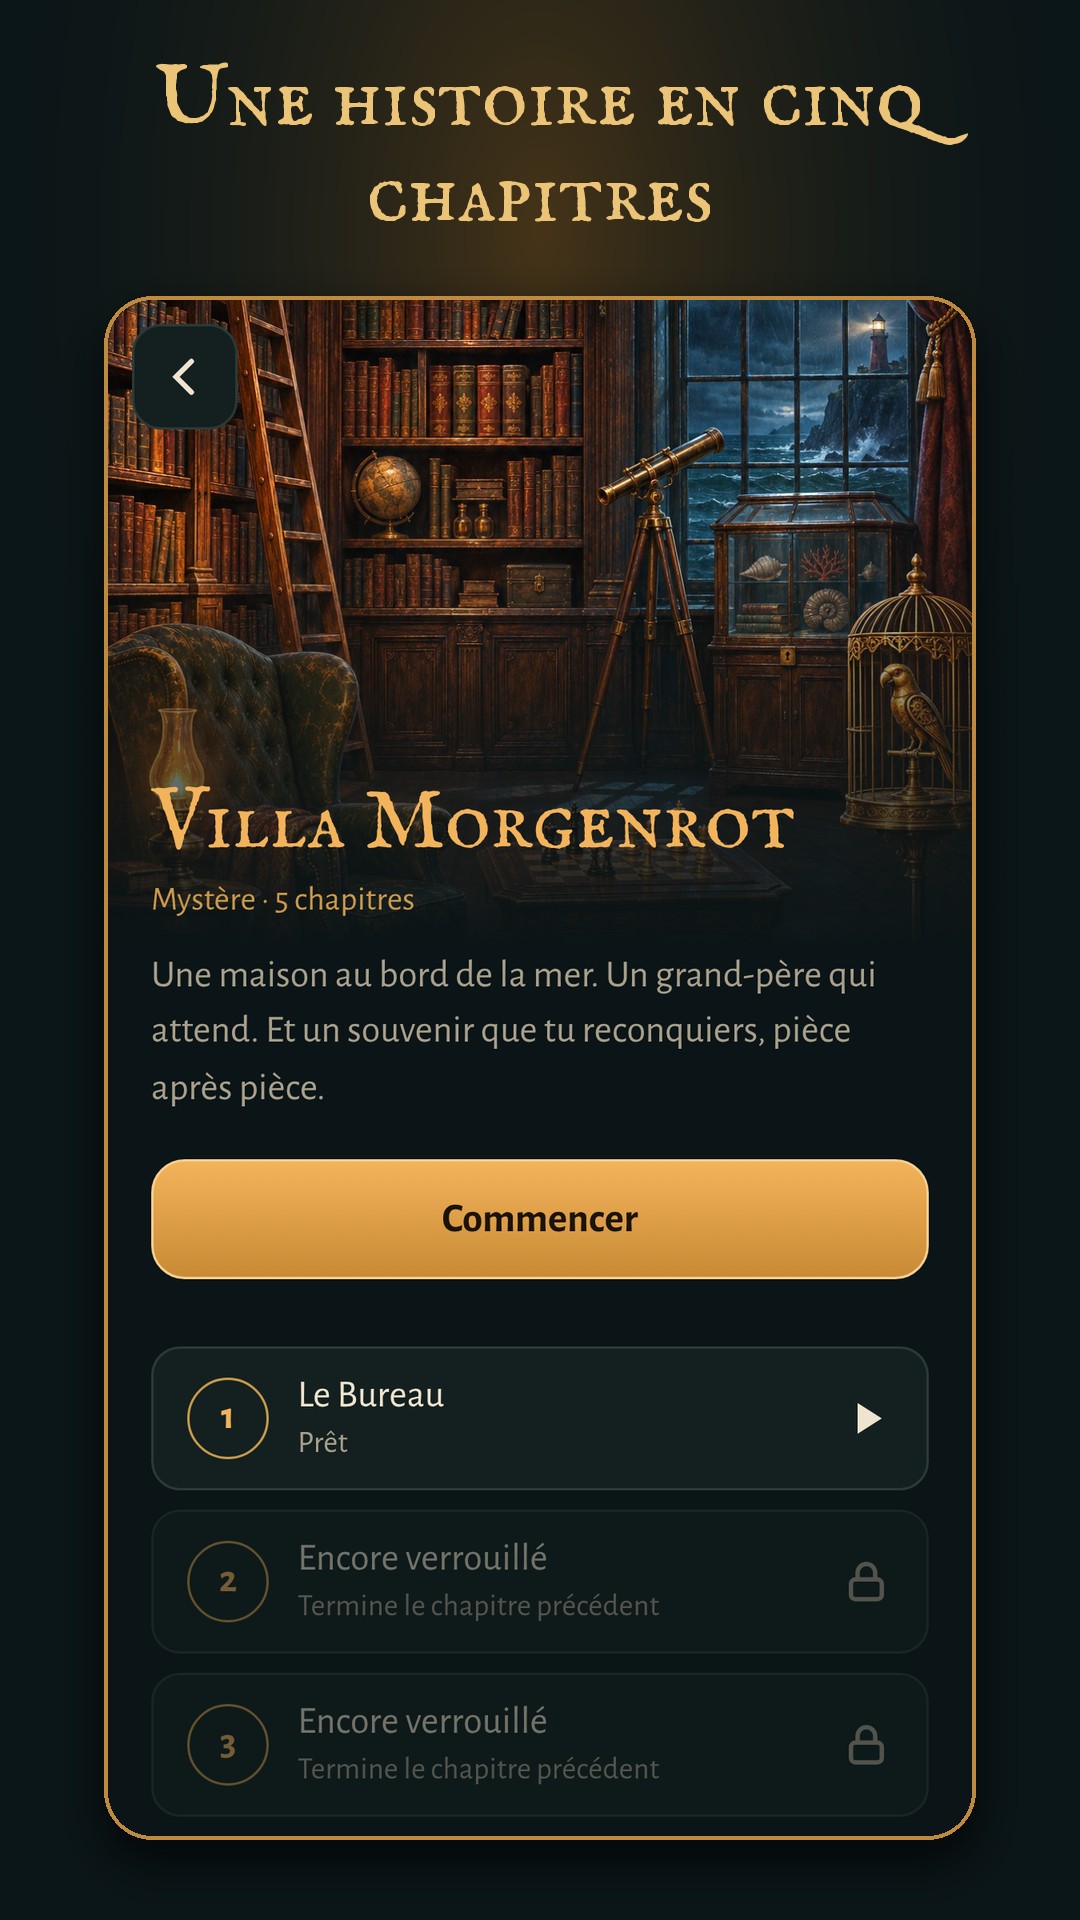 Une histoire en cinq
chapitres
Villa Morgenrot
Mystère · 5 chapitres
Une maison au bord de la mer. Un grand-père qui
attend. Et un souvenir que tu reconquiers, pièce
après pièce.
Commencer
1
Le Bureau
Prêt
2
Encore verrouillé
Termine le chapitre précédent
3
Encore verrouillé
Termine le chapitre précédent